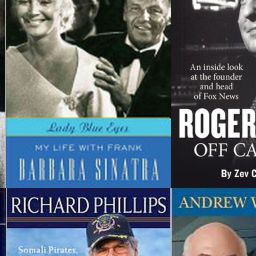 Lady Blue Eyes
MY LIFE WITH FRANK
BARBARA SINATRA
An inside look
at the founder and
head of Fox News
ROGER
OFF CA
By Zev C
RICHARD PHILLIPS
Somali Pirates,
ANDREW W